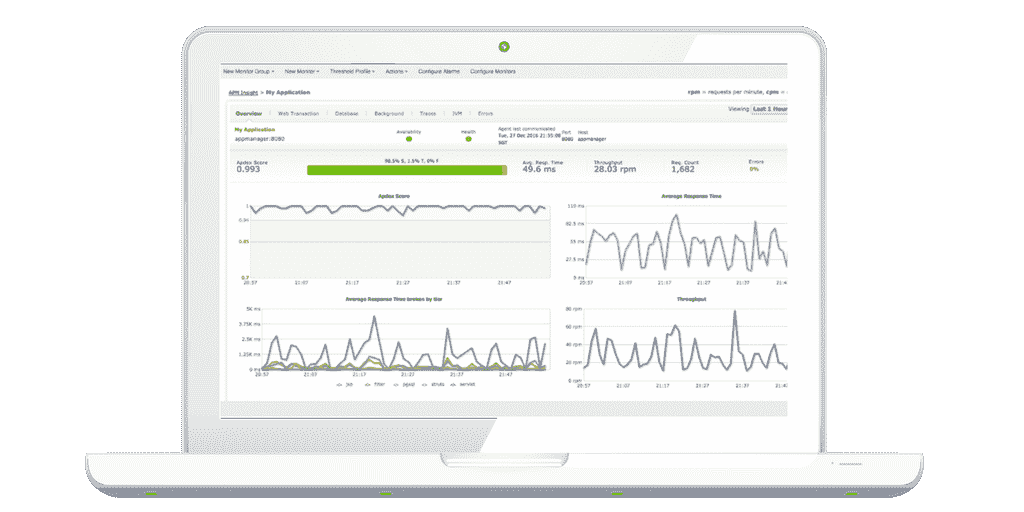 New Monitor Group New Monitor Threshold Profile Actions Configure Alarms Configure Monitors
APM Insight > My Application
rpm = requests per minute, cpm =
Viewing Last 1 Hour
Overview Web Transaction Database Background Traces JVM Errors
My Application
appmanager:8080
Availability
Health
Agent last communicated
Tue, 27 Dec 2016 21:55:09
Port
8080
Host
appmanager
Apdex Score
0.993
98.5% S, 1.5% T, 0% F
Avg. Resp. Time
49.6 ms
Throughput
28.03 rpm
Req. Count
1,682
Errors
0%
Apdex Score
1
0.94
0.85
0.7
20:57 21:07 21:17 21:27 21:37 21:47
Average Response Time
110 ms
82.5 ms
55 ms
27.5 ms
0 ms
20:57 21:07 21:17 21:27 21:37 21:47
Average Response Time broken by tier
5K ms
3.75K ms
2.5K ms
1.25K ms
0 ms
20:57 21:07 21:17 21:27 21:37 21:47
jsp filter pgsql struts servlet
Throughput
80 rpm
60 rpm
40 rpm
20 rpm
0 rpm
20:57 21:07 21:17 21:27 21:37 21:47